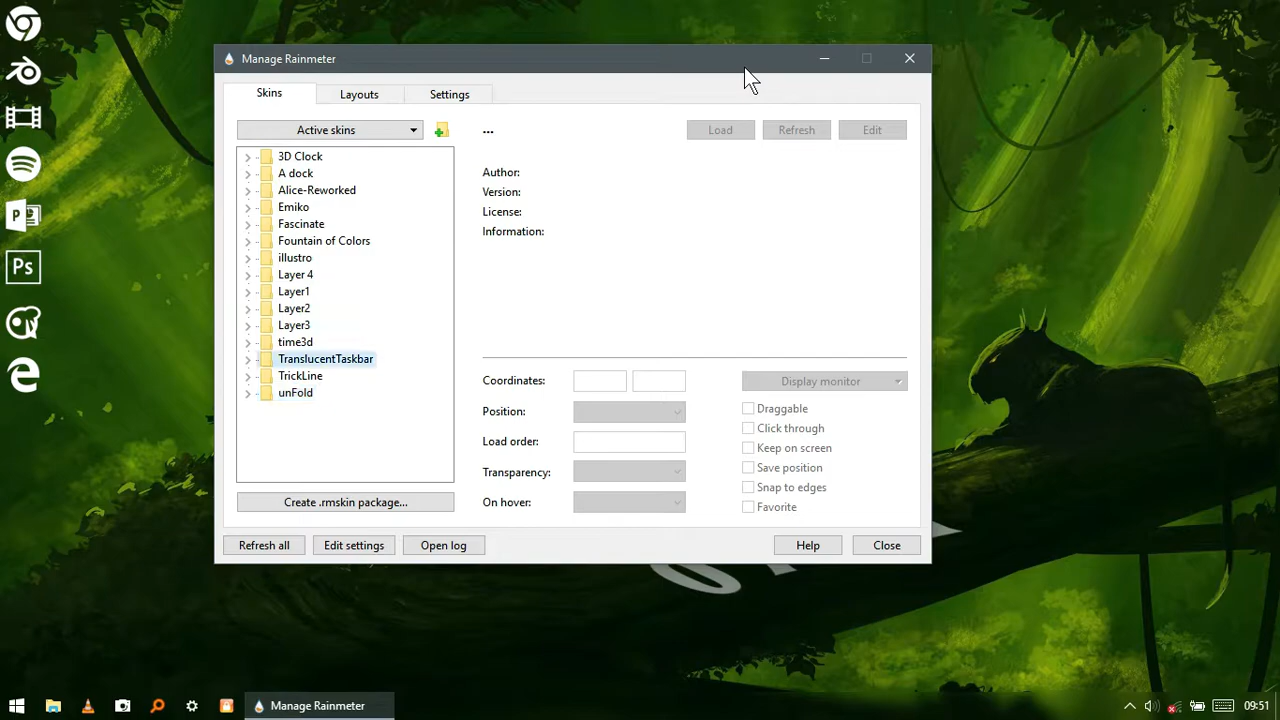 Manage Rainmeter
Skins
Layouts
Settings
Active skins
...
Load
Refresh
Edit
3D Clock
A dock
Alice-Reworked
Emiko
Fascinate
Fountain of Colors
illustro
Layer 4
Layer1
Layer2
Layer3
time3d
TranslucentTaskbar
TrickLine
unFold
Author:
Version:
License:
Information:
Coordinates:
Display monitor
Position:
Draggable
Click through
Load order:
Keep on screen
Transparency:
Save position
Snap to edges
On hover:
Favorite
Create .rmskin package...
Refresh all
Edit settings
Open log
Help
Close
Ps
Manage Rainmeter
09:51